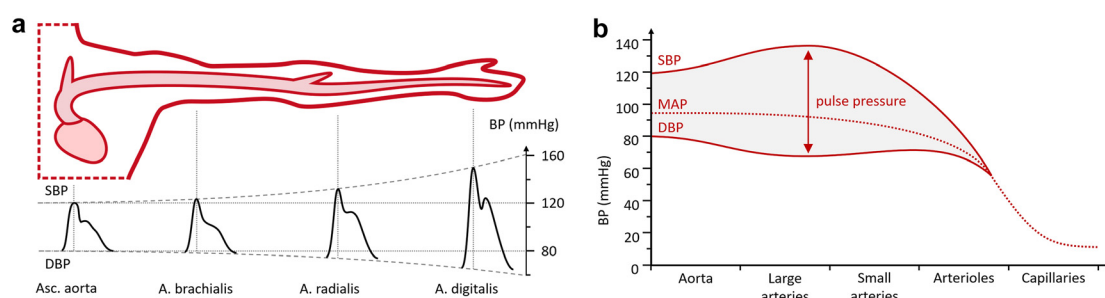 a
BP (mmHg)
160
SBP
120
80
DBP
Asc. aorta
A. brachialis
A. radialis
A. digitalis
b
140
SBP
120
100
MAP
pulse pressure
80
DBP
60
40
20
0
BP (mmHg)
Aorta
Large
arteries
Small
arteries
Arterioles
Capillaries